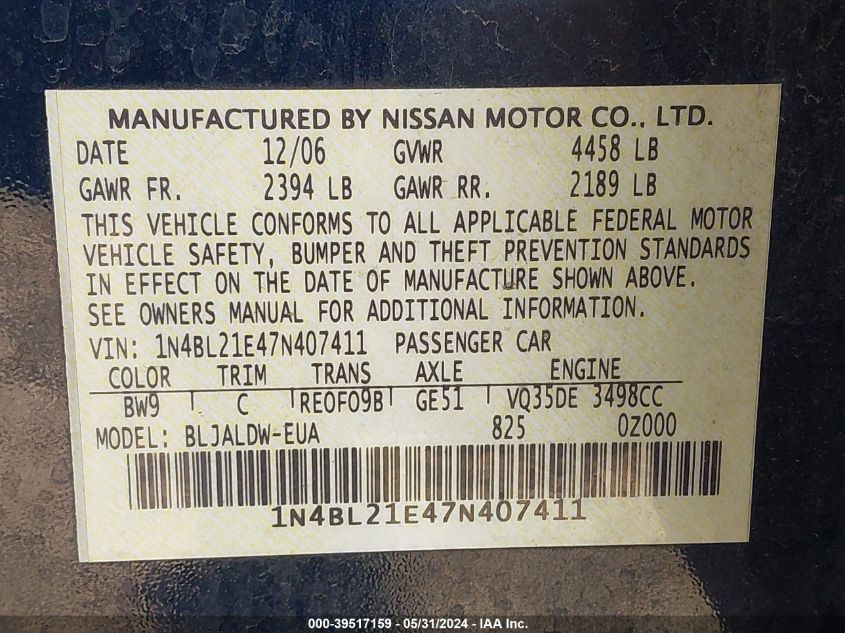 MANUFACTURED BY NISSAN MOTOR CO., LTD.
DATE 12/06 GVWR 4458 LB
GAWR FR. 2394 LB GAWR RR. 2189 LB
THIS VEHICLE CONFORMS TO ALL APPLICABLE FEDERAL MOTOR
VEHICLE SAFETY, BUMPER AND THEFT PREVENTION STANDARDS
IN EFFECT ON THE DATE OF MANUFACTURE SHOWN ABOVE.
SEE OWNERS MANUAL FOR ADDITIONAL INFORMATION.
VIN: 1N4BL21E47N407411 PASSENGER CAR
COLOR TRIM TRANS AXLE ENGINE
BW9 C RE0F09B GE51 VQ35DE 3498CC
MODEL: BLJALDW-EUA 825 0Z000
1N4BL21E47N407411
000-39517159 - 05/31/2024 - IAA Inc.